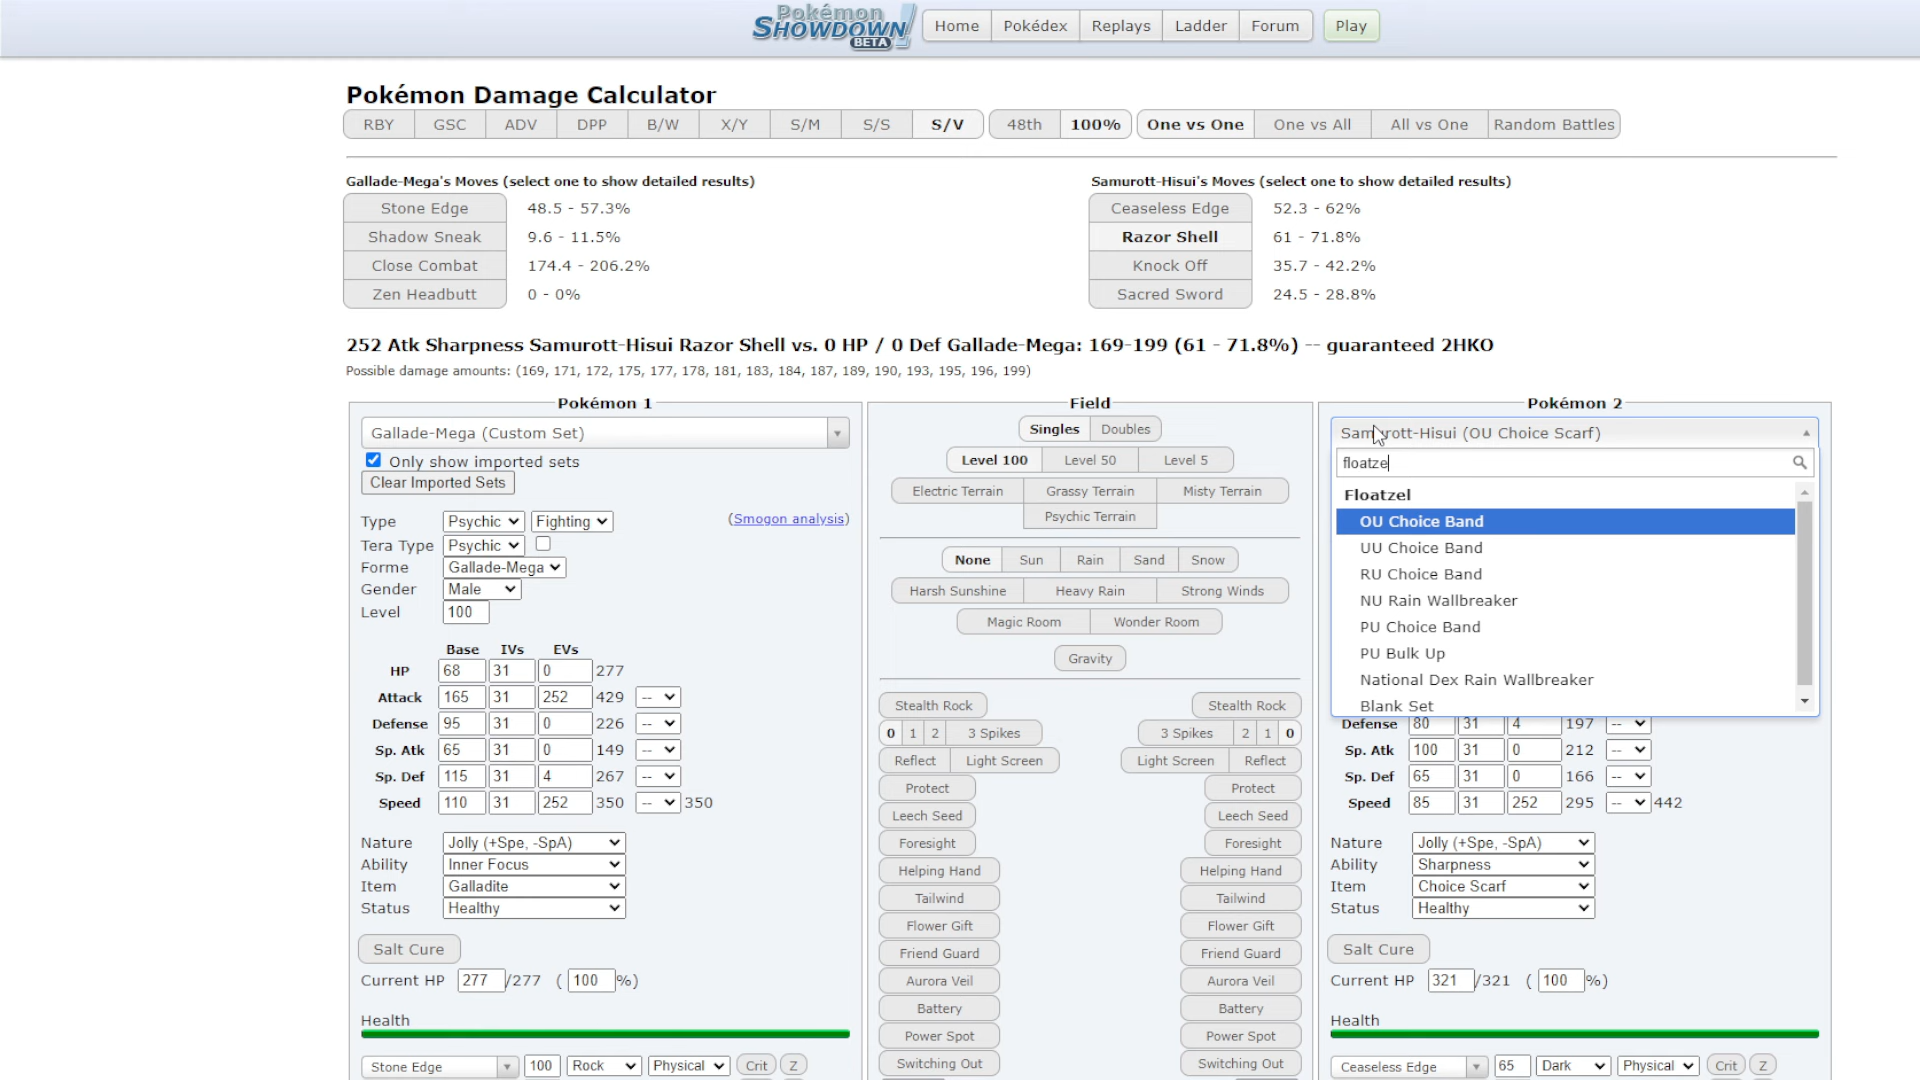 Pokémon SHOWDOWN! BETA
Home Pokédex Replays Ladder Forum Play
Pokémon Damage Calculator
RBY GSC ADV DPP B/W X/Y S/M S/S S/V 48th 100% One vs One One vs All All vs One Random Battles
Gallade-Mega's Moves (select one to show detailed results)
Stone Edge 48.5 - 57.3%
Shadow Sneak 9.6 - 11.5%
Close Combat 174.4 - 206.2%
Zen Headbutt 0 - 0%
Samurott-Hisui's Moves (select one to show detailed results)
Ceaseless Edge 52.3 - 62%
Razor Shell 61 - 71.8%
Knock Off 35.7 - 42.2%
Sacred Sword 24.5 - 28.8%
252 Atk Sharpness Samurott-Hisui Razor Shell vs. 0 HP / 0 Def Gallade-Mega: 169-199 (61 - 71.8%) -- guaranteed 2HKO
Possible damage amounts: (169, 171, 172, 175, 177, 178, 181, 183, 184, 187, 189, 190, 193, 195, 196, 199)
Pokémon 1
Gallade-Mega (Custom Set)
Only show imported sets
Clear Imported Sets
Type Psychic Fighting (Smogon analysis)
Tera Type Psychic
Forme Gallade-Mega
Gender Male
Level 100
Base IVs EVs
HP 68 31 0 277
Attack 165 31 252 429 --
Defense 95 31 0 226 --
Sp. Atk 65 31 0 149 --
Sp. Def 115 31 4 267 --
Speed 110 31 252 350 -- 350
Nature Jolly (+Spe, -SpA)
Ability Inner Focus
Item Galladite
Status Healthy
Salt Cure
Current HP 277 /277 ( 100 %)
Health
Stone Edge 100 Rock Physical Crit Z
Field
Singles Doubles
Level 100 Level 50 Level 5
Electric Terrain Grassy Terrain Misty Terrain
Psychic Terrain
None Sun Rain Sand Snow
Harsh Sunshine Heavy Rain Strong Winds
Magic Room Wonder Room
Gravity
Stealth Rock Stealth Rock
0 1 2 3 Spikes 3 Spikes 2 1 0
Reflect Light Screen Light Screen Reflect
Protect Protect
Leech Seed Leech Seed
Foresight Foresight
Helping Hand Helping Hand
Tailwind Tailwind
Flower Gift Flower Gift
Friend Guard Friend Guard
Aurora Veil Aurora Veil
Battery Battery
Power Spot Power Spot
Switching Out Switching Out
Pokémon 2
Samurott-Hisui (OU Choice Scarf)
floatze
Floatzel
OU Choice Band
UU Choice Band
RU Choice Band
NU Rain Wallbreaker
PU Choice Band
PU Bulk Up
National Dex Rain Wallbreaker
Blank Set
Defense 80 31 4 197 --
Sp. Atk 100 31 0 212 --
Sp. Def 65 31 0 166 --
Speed 85 31 252 295 -- 442
Nature Jolly (+Spe, -SpA)
Ability Sharpness
Item Choice Scarf
Status Healthy
Salt Cure
Current HP 321 /321 ( 100 %)
Health
Ceaseless Edge 65 Dark Physical Crit Z